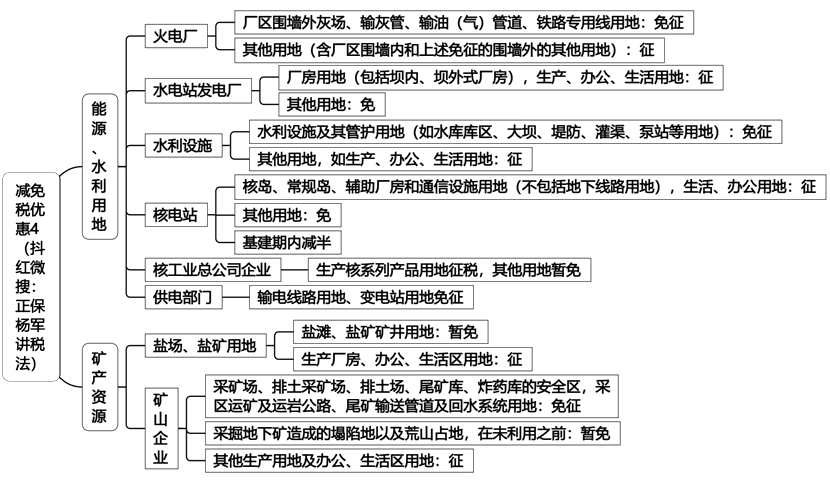 减免
税优
惠4
（抖
红微
搜：
正保
杨军
讲税
法）
能源、水利用地
火电厂
厂区围墙外灰场、输灰管、输油（气）管道、铁路专用线用地：免征
其他用地（含厂区围墙内和上述免征的围墙外的其他用地）：征
水电站发电厂
厂房用地（包括坝内、坝外式厂房），生产、办公、生活用地：征
其他用地：免
水利设施
水利设施及其管护用地（如水库库区、大坝、堤防、灌渠、泵站等用地）：免征
其他用地，如生产、办公、生活用地：征
核电站
核岛、常规岛、辅助厂房和通信设施用地（不包括地下线路用地），生活、办公用地：征
其他用地：免
基建期内减半
核工业总公司企业
生产核系列产品用地征税，其他用地暂免
供电部门
输电线路用地、变电站用地免征
矿产资源
盐场、盐矿用地
盐滩、盐矿矿井用地：暂免
生产厂房、办公、生活区用地：征
矿山企业
采矿场、排土采矿场、排土场、尾矿库、炸药库的安全区，采
区运矿及运岩公路、尾矿输送管道及回水系统用地：免征
采掘地下矿造成的塌陷地以及荒山占地，在未利用之前：暂免
其他生产用地及办公、生活区用地：征